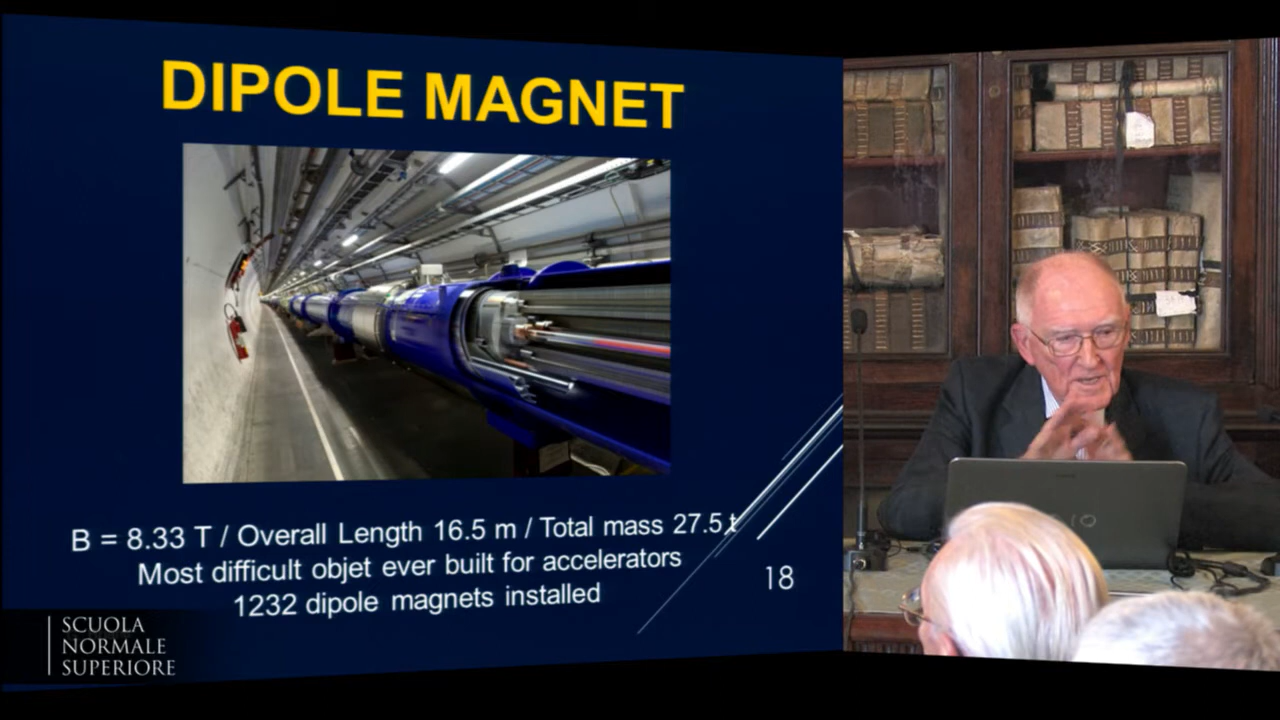 DIPOLE MAGNET
B = 8.33 T / Overall Length 16.5 m / Total mass 27.5 t
Most difficult objet ever built for accelerators
1232 dipole magnets installed
18
SCUOLA
NORMALE
SUPERIORE